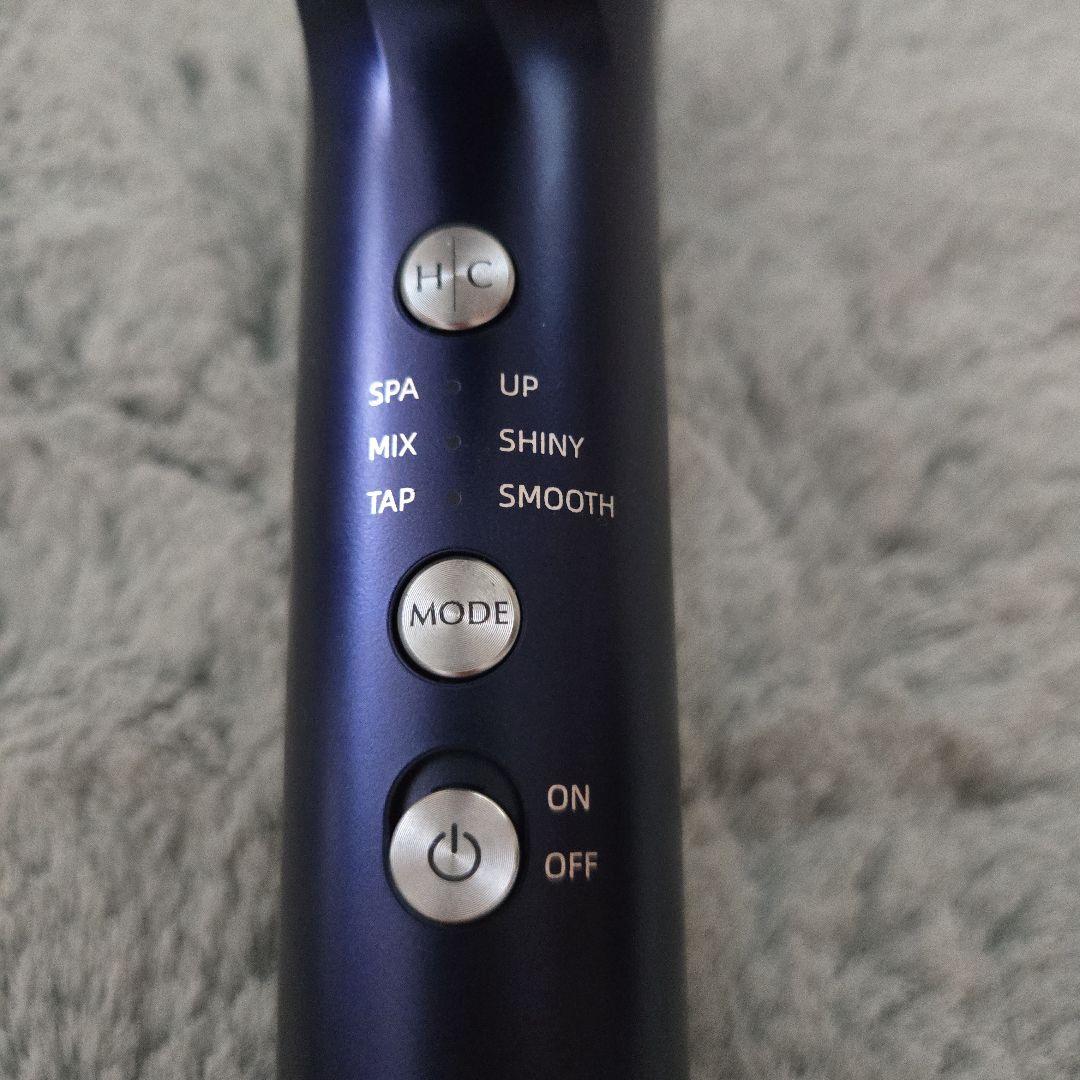 H C
SPA UP
MIX SHINY
TAP SMOOTH
MODE
ON
OFF